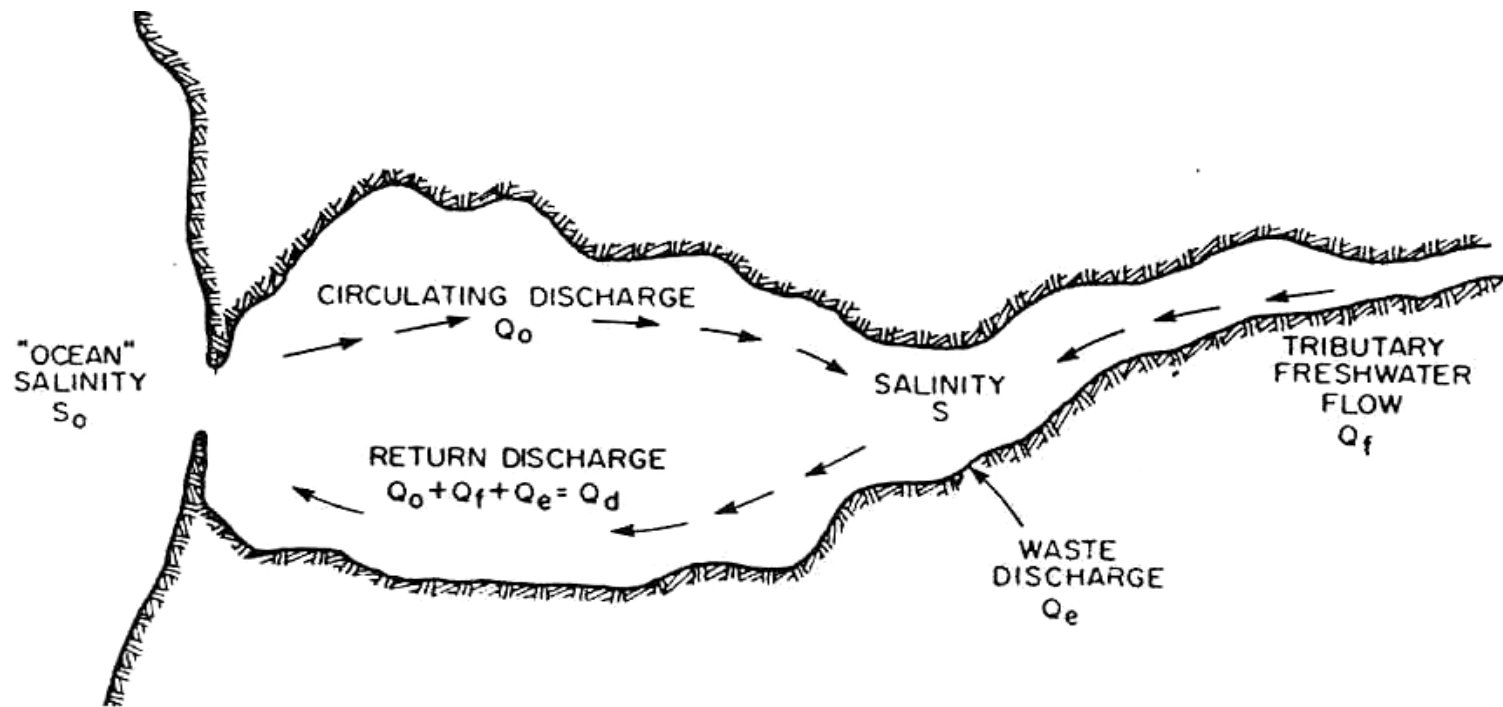 CIRCULATING DISCHARGE
Qo
"OCEAN"
SALINITY
So
SALINITY
S
TRIBUTARY
FRESHWATER
FLOW
Qf
RETURN DISCHARGE
Qo+Qf+Qe=Qd
WASTE
DISCHARGE
Qe